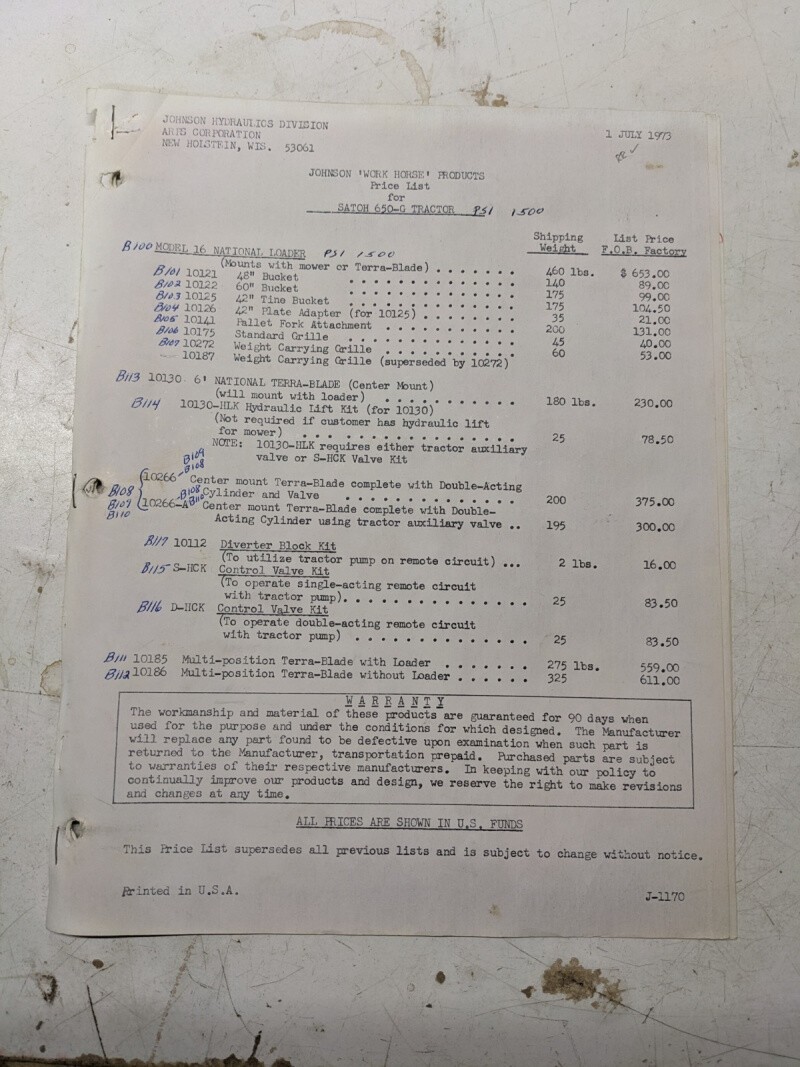 JOHNSON HYDRAULICS DIVISION
ARPS CORPORATION
NEW HOLSTEIN, WIS. 53061
1 JULY 1973
JOHNSON 'WORK HORSE' PRODUCTS
Price List
for
SATOH 650-G TRACTOR PSI 1500
Shipping Weight List Price F.O.B. Factory
B100 MODEL 16 NATIONAL LOADER PSI 1500
(Mounts with mower or Terra-Blade) . . . . . . . 460 lbs. $ 653.00
B101 10121 48" Bucket . . . . . . . . . . . . . 140 89.00
B102 10122 60" Bucket . . . . . . . . . . . . . 175 99.00
B103 10125 42" Tine Bucket . . . . . . . . . . . 175 104.50
B104 10126 42" Plate Adapter (for 10125) . . . . . . . . 35 21.00
B105 10141 Pallet Fork Attachment . . . . . . . . . . 200 131.00
B106 10175 Standard Grille . . . . . . . . . . . . 45 40.00
B107 10272 Weight Carrying Grille . . . . . . . . . . 60 53.00
10187 Weight Carrying Grille (superseded by 10272)
B113 10130 6' NATIONAL TERRA-BLADE (Center Mount)
(will mount with loader) . . . . . . . . . . 180 lbs. 230.00
B114 10130-HLK Hydraulic Lift Kit (for 10130)
(Not required if customer has hydraulic lift
for mower) . . . . . . . . . . . . . . . 25 78.50
NOTE: 10130-HLK requires either tractor auxiliary
valve or S-HCK Valve Kit
B109
B108
B108 10266 Center mount Terra-Blade complete with Double-Acting
B108 Cylinder and Valve . . . . . . . . . . . . 200 375.00
B109 10266-A B110 Center mount Terra-Blade complete with Double-
B110 Acting Cylinder using tractor auxiliary valve .. 195 300.00
B117 10112 Diverter Block Kit
(To utilize tractor pump on remote circuit) ... 2 lbs. 16.00
B115 S-HCK Control Valve Kit
(To operate single-acting remote circuit
with tractor pump). . . . . . . . . . . . . . . 25 83.50
B116 D-HCK Control Valve Kit
(To operate double-acting remote circuit
with tractor pump) . . . . . . . . . . . . . . 25 83.50
B111 10185 Multi-position Terra-Blade with Loader . . . . . . . 275 lbs. 559.00
B112 10186 Multi-position Terra-Blade without Loader . . . . . . 325 611.00
WARRANTY
The workmanship and material of these products are guaranteed for 90 days when
used for the purpose and under the conditions for which designed. The Manufacturer
will replace any part found to be defective upon examination when such part is
returned to the Manufacturer, transportation prepaid. Purchased parts are subject
to warranties of their respective manufacturers. In keeping with our policy to
continually improve our products and design, we reserve the right to make revisions
and changes at any time.
ALL PRICES ARE SHOWN IN U.S. FUNDS
This Price List supersedes all previous lists and is subject to change without notice.
Printed in U.S.A.
J-1170